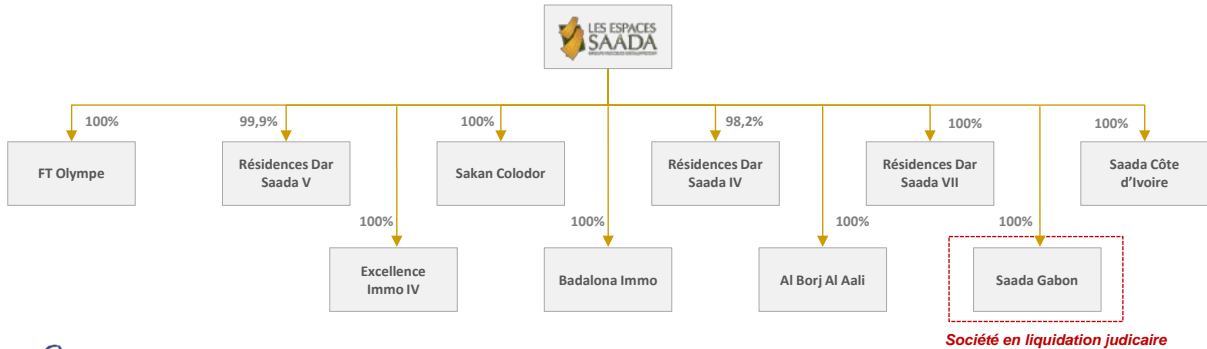 LES ESPACES
SAADA
100%
99,9%
100%
98,2%
100%
100%
FT Olympe
Résidences Dar
Saada V
Sakan Colodor
Résidences Dar
Saada IV
Résidences Dar
Saada VII
Saada Côte
d'Ivoire
100%
100%
100%
100%
Excellence
Immo IV
Badalona Immo
Al Borj Al Aali
Saada Gabon
Société en liquidation judicaire